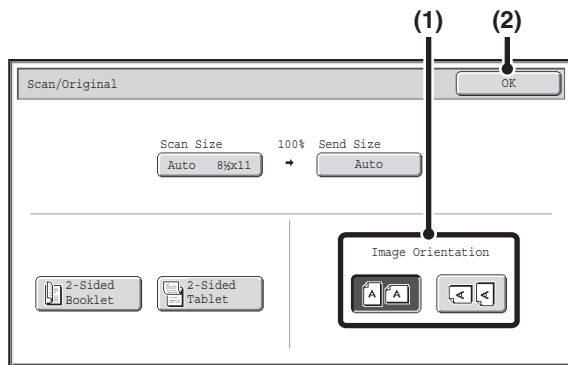 (1) (2)
Scan/Original OK
Scan Size 100% Send Size
Auto 8½x11 Auto
Image Orientation
2-Sided Booklet
2-Sided Tablet
A A A A